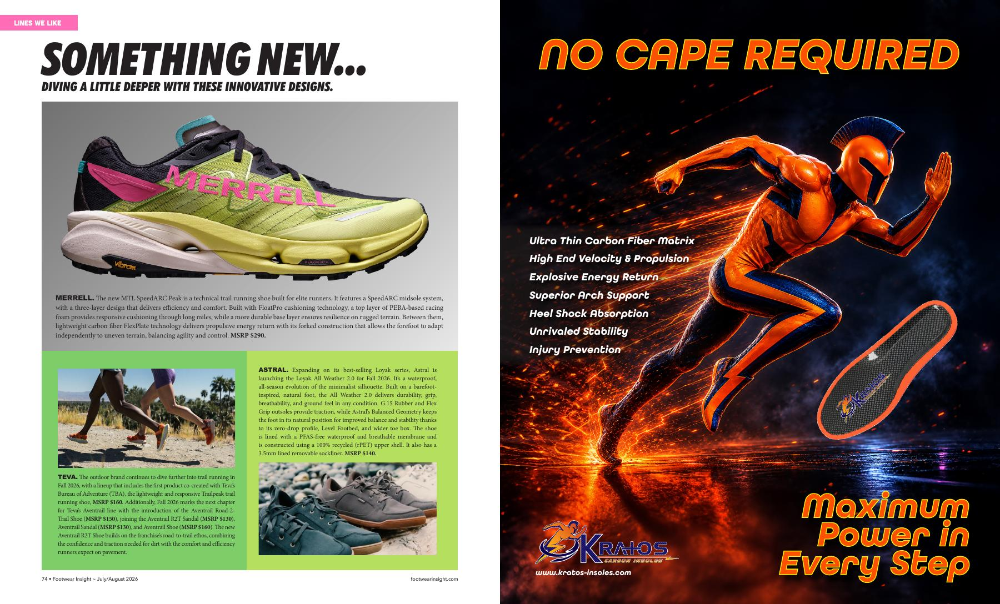 LINES WE LIKE
SOMETHING NEW...
DIVING A LITTLE DEEPER WITH THESE INNOVATIVE DESIGNS.
MERRELL
vibram
FLEXPLATE
MERRELL. The new MTL SpeedARC Peak is a technical trail running shoe built for elite runners. It features a SpeedARC midsole system,
with a three-layer design that delivers efficiency and comfort. Built with FloatPro cushioning technology, a top layer of PEBA-based racing
foam provides responsive cushioning through long miles, while a more durable base layer ensures resilience on rugged terrain. Between them,
lightweight carbon fiber FlexPlate technology delivers propulsive energy return with its forked construction that allows the forefoot to adapt
independently to uneven terrain, balancing agility and control. MSRP $290.
TEVA. The outdoor brand continues to dive further into trail running in
Fall 2026, with a lineup that includes the first product co-created with Teva's
Bureau of Adventure (TBA), the lightweight and responsive Trailpeak trail
running shoe, MSRP $160. Additionally, Fall 2026 marks the next chapter
for Teva's Aventrail line with the introduction of the Aventrail Road-2-
Trail Shoe (MSRP $150), joining the Aventrail R2T Sandal (MSRP $130),
Aventrail Sandal (MSRP $130), and Aventrail Shoe (MSRP $160). The new
Aventrail R2T Shoe builds on the franchise's road-to-trail ethos, combining
the confidence and traction needed for dirt with the comfort and efficiency
runners expect on pavement.
ASTRAL. Expanding on its best-selling Loyak series, Astral is
launching the Loyak All Weather 2.0 for Fall 2026. It's a waterproof,
all-season evolution of the minimalist silhouette. Built on a barefoot-
inspired, natural foot, the All Weather 2.0 delivers durability, grip,
breathability, and ground feel in any condition. G.15 Rubber and Flex
Grip outsoles provide traction, while Astral's Balanced Geometry keeps
the foot in its natural position for improved balance and stability thanks
to its zero-drop profile, Level Footbed, and wider toe box. The shoe
is lined with a PFAS-free waterproof and breathable membrane and
is constructed using a 100% recycled (rPET) upper shell. It also has a
3.5mm lined removable sockliner. MSRP $140.
74 • Footwear Insight ~ July/August 2026
footwearinsight.com
NO CAPE REQUIRED
Ultra Thin Carbon Fiber Matrix
High End Velocity & Propulsion
Explosive Energy Return
Superior Arch Support
Heel Shock Absorption
Unrivaled Stability
Injury Prevention
KRATOS
Maximum
Power in
Every Step
KRATOS
CARBON INSOLES
www.kratos-insoles.com